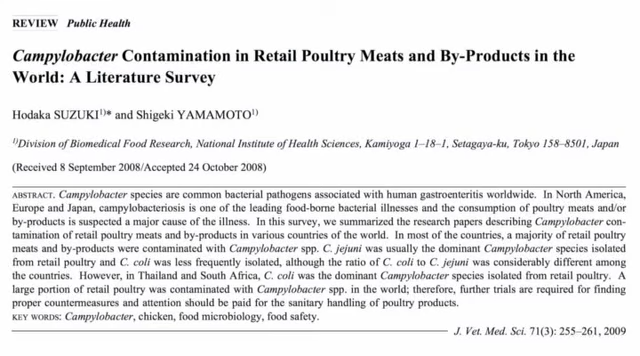 REVIEW Public Health
Campylobacter Contamination in Retail Poultry Meats and By-Products in the
World: A Literature Survey
Hodaka SUZUKI1)* and Shigeki YAMAMOTO1)
1)Division of Biomedical Food Research, National Institute of Health Sciences, Kamiyoga 1–18–1, Setagaya-ku, Tokyo 158–8501, Japan
(Received 8 September 2008/Accepted 24 October 2008)
ABSTRACT. Campylobacter species are common bacterial pathogens associated with human gastroenteritis worldwide. In North America,
Europe and Japan, campylobacteriosis is one of the leading food-borne bacterial illnesses and the consumption of poultry meats and/or
by-products is suspected a major cause of the illness. In this survey, we summarized the research papers describing Campylobacter con-
tamination of retail poultry meats and by-products in various countries of the world. In most of the countries, a majority of retail poultry
meats and by-products were contaminated with Campylobacter spp. C. jejuni was usually the dominant Campylobacter species isolated
from retail poultry and C. coli was less frequently isolated, although the ratio of C. coli to C. jejuni was considerably different among
the countries. However, in Thailand and South Africa, C. coli was the dominant Campylobacter species isolated from retail poultry. A
large portion of retail poultry was contaminated with Campylobacter spp. in the world; therefore, further trials are required for finding
proper countermeasures and attention should be paid for the sanitary handling of poultry products.
KEY WORDS: Campylobacter, chicken, food microbiology, food safety.
J. Vet. Med. Sci. 71(3): 255–261, 2009